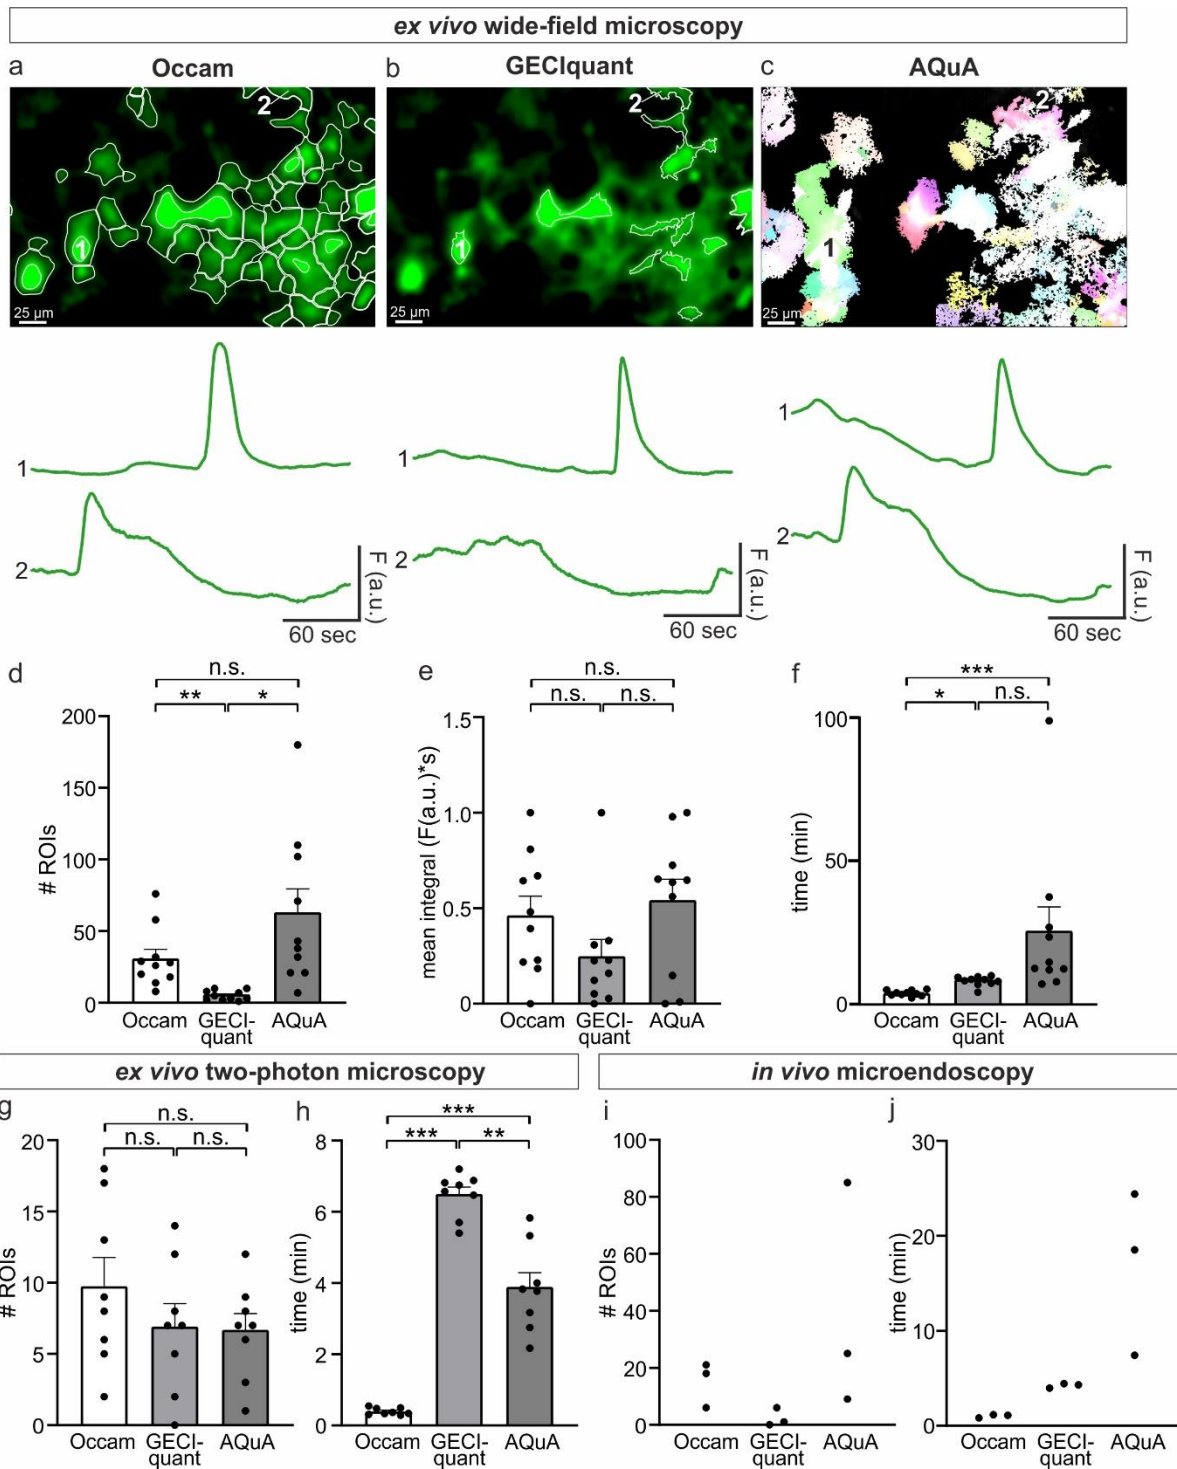 ex vivo wide-field microscopy
a Occam
b GECIquant
c AQuA
1
2
25 µm
1
2
25 µm
1
2
25 µm
1
2
F (a.u.)
60 sec
1
2
F (a.u.)
60 sec
1
2
F (a.u.)
60 sec
d
n.s.
** *
200
150
100
50
0
# ROIs
Occam GECI-quant AQuA
e
n.s.
n.s. n.s.
1.5
1.0
0.5
0
mean integral (F(a.u.)*s)
Occam GECI-quant AQuA
f
***
* n.s.
100
50
0
time (min)
Occam GECI-quant AQuA
ex vivo two-photon microscopy
in vivo microendoscopy
g
n.s.
n.s. n.s.
20
15
10
5
0
# ROIs
Occam GECI-quant AQuA
h
***
*** **
8
6
4
2
0
time (min)
Occam GECI-quant AQuA
i
100
80
60
40
20
0
# ROIs
Occam GECI-quant AQuA
j
30
20
10
0
time (min)
Occam GECI-quant AQuA